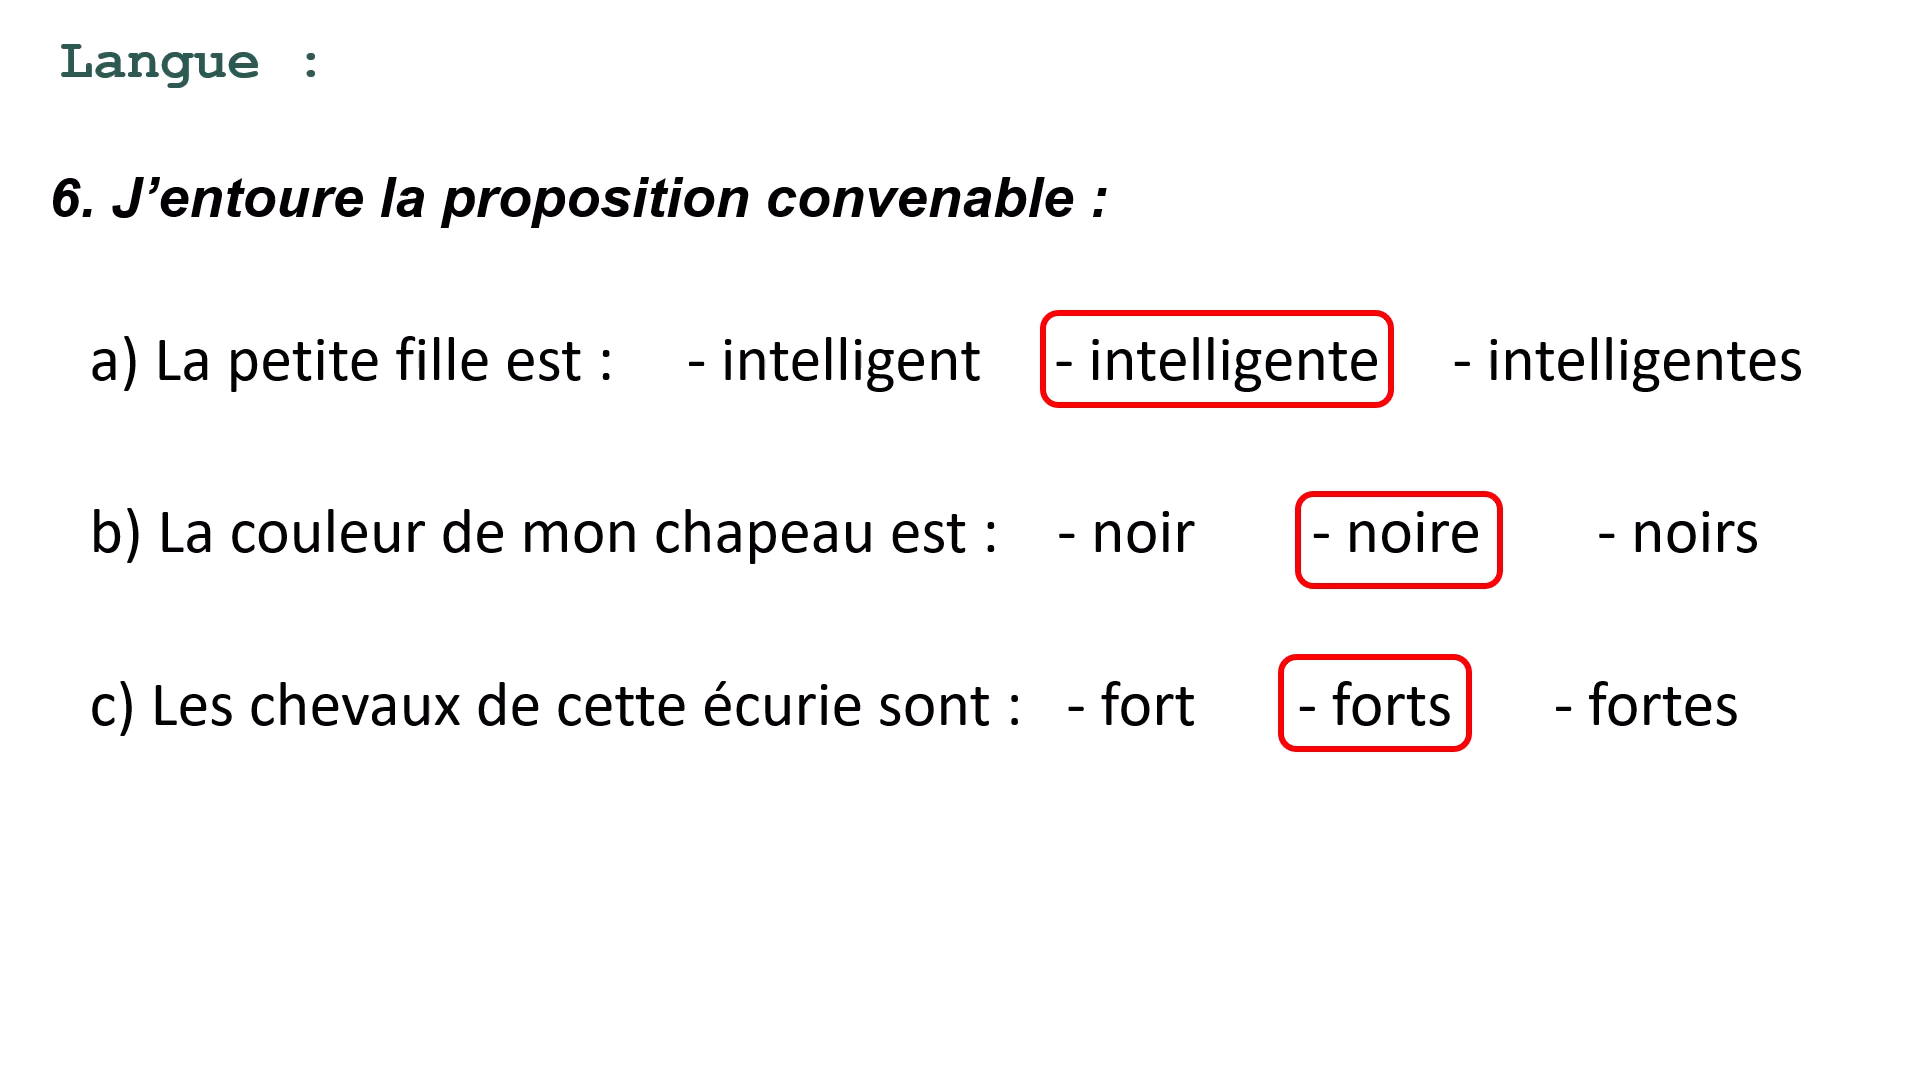 Langue :
6. J’entoure la proposition convenable :
a) La petite fille est : - intelligent - intelligente - intelligentes
b) La couleur de mon chapeau est : - noir - noire - noirs
c) Les chevaux de cette écurie sont : - fort - forts - fortes